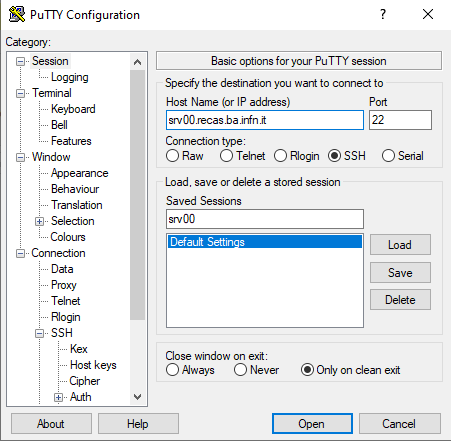 PuTTY Configuration
?
Category:
Session
Logging
Terminal
Keyboard
Bell
Features
Window
Appearance
Behaviour
Translation
Selection
Colours
Connection
Data
Proxy
Telnet
Rlogin
SSH
Kex
Host keys
Cipher
Auth
Basic options for your PuTTY session
Specify the destination you want to connect to
Host Name (or IP address) Port
srv00.recas.ba.infn.it 22
Connection type:
Raw Telnet Rlogin SSH Serial
Load, save or delete a stored session
Saved Sessions
srv00
Default Settings
Load
Save
Delete
Close window on exit:
Always Never Only on clean exit
About Help Open Cancel